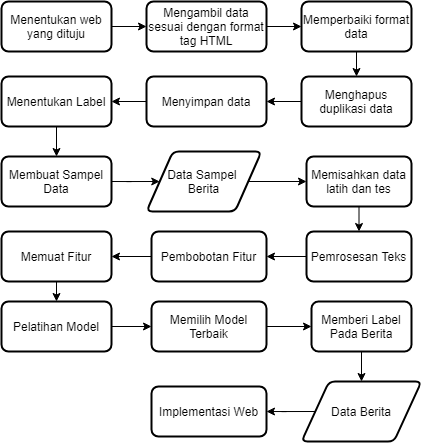 Menentukan web
yang dituju
Mengambil data
sesuai dengan format
tag HTML
Memperbaiki format
data
Menghapus
duplikasi data
Menyimpan data
Menentukan Label
Membuat Sampel
Data
Data Sampel
Berita
Memisahkan data
latih dan tes
Pemrosesan Teks
Pembobotan Fitur
Memuat Fitur
Pelatihan Model
Memilih Model
Terbaik
Memberi Label
Pada Berita
Data Berita
Implementasi Web